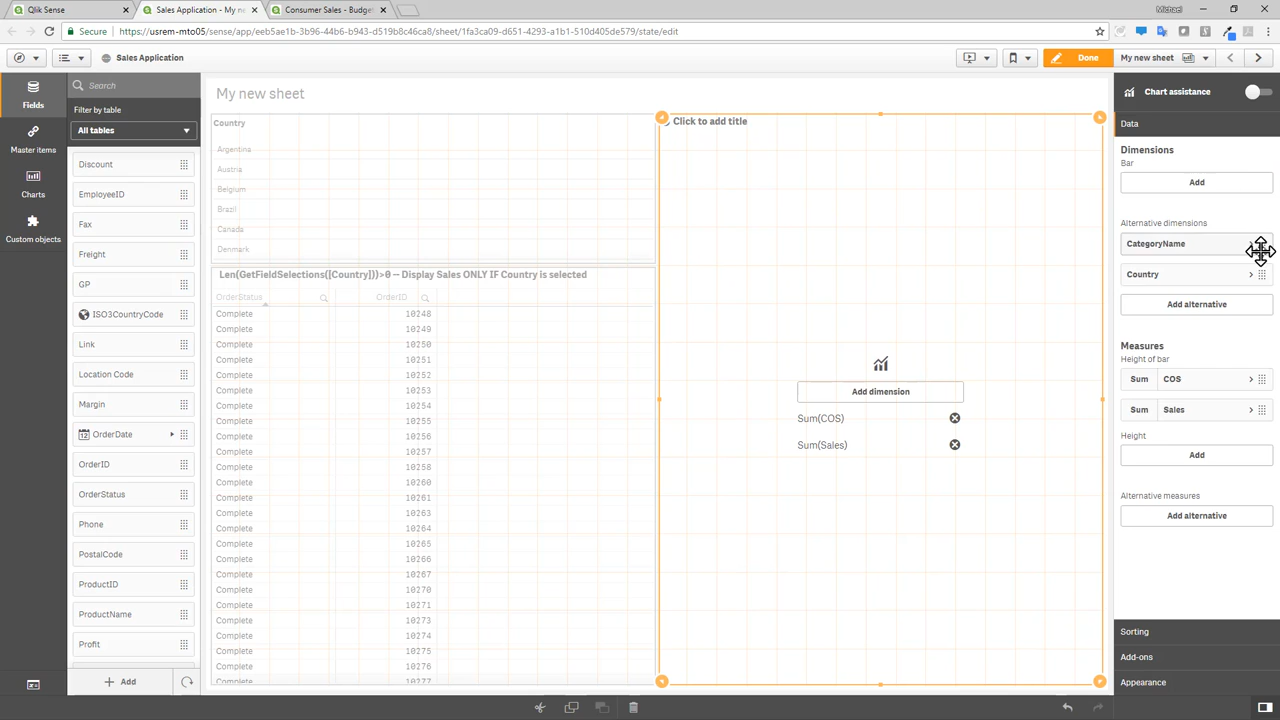 Qlik Sense
Sales Application - My ne
Consumer Sales - Budge
Michael
Secure
https://usrem-mto05/sense/app/eeb5ae1b-3b96-44b6-b943-d519b8c46ca8/sheet/1fa3ca09-d651-4293-a1b1-510d405de579/state/edit
Sales Application
Done
My new sheet
Fields
Master items
Charts
Custom objects
Search
Filter by table
All tables
Discount
EmployeeID
Fax
Freight
GP
ISO3CountryCode
Link
Location Code
Margin
OrderDate
OrderID
OrderStatus
Phone
PostalCode
ProductID
ProductName
Profit
Add
My new sheet
Country
Argentina
Austria
Belgium
Brazil
Canada
Denmark
Len(GetFieldSelections([Country]))>0 — Display Sales ONLY IF Country is selected
OrderStatus OrderID
Complete 10248
Complete 10249
Complete 10250
Complete 10251
Complete 10252
Complete 10253
Complete 10254
Complete 10255
Complete 10256
Complete 10257
Complete 10258
Complete 10260
Complete 10261
Complete 10263
Complete 10264
Complete 10265
Complete 10266
Complete 10267
Complete 10270
Complete 10271
Complete 10273
Complete 10274
Complete 10275
Complete 10276
Complete 10277
Click to add title
Add dimension
Sum(COS)
Sum(Sales)
Chart assistance
Data
Dimensions
Bar
Add
Alternative dimensions
CategoryName
Country
Add alternative
Measures
Height of bar
Sum COS
Sum Sales
Height
Add
Alternative measures
Add alternative
Sorting
Add-ons
Appearance